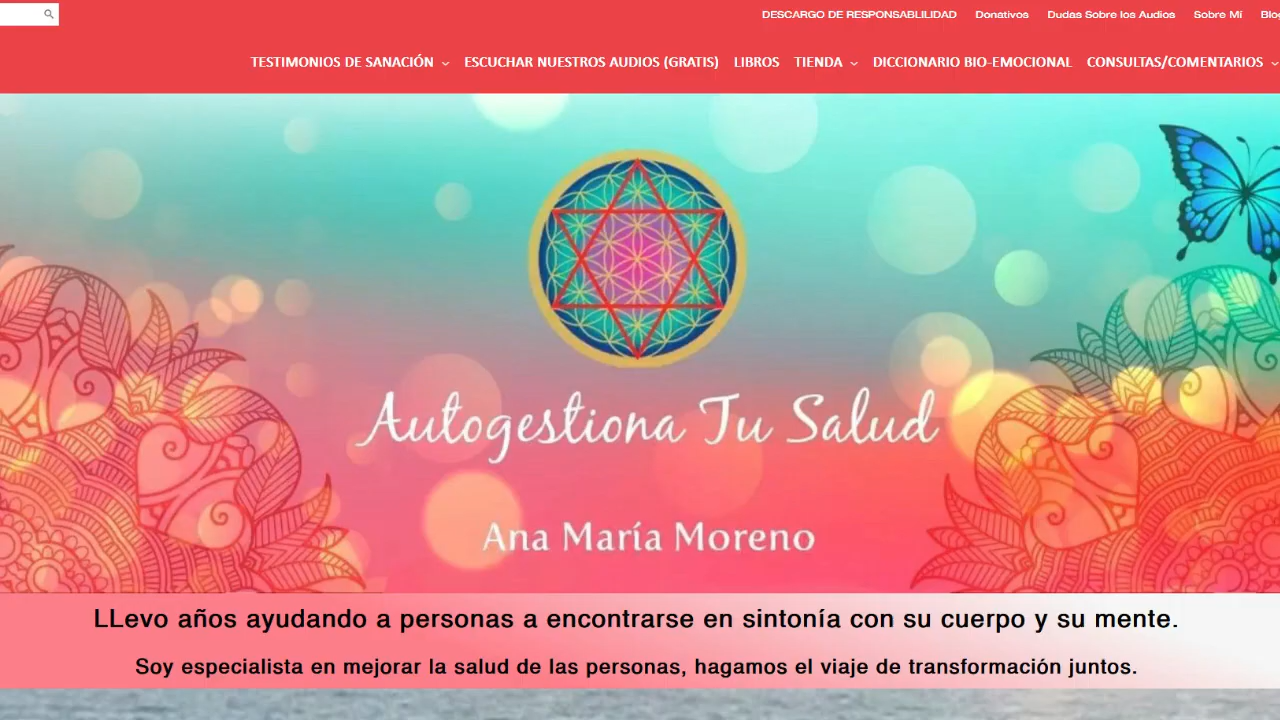 DESCARGO DE RESPONSABLILIDAD Donativos Dudas Sobre los Audios Sobre Mí
TESTIMONIOS DE SANACIÓN ESCUCHAR NUESTROS AUDIOS (GRATIS) LIBROS TIENDA DICCIONARIO BIO-EMOCIONAL CONSULTAS/COMENTARIOS
Autogestiona Tu Salud
Ana María Moreno
LLevo años ayudando a personas a encontrarse en sintonía con su cuerpo y su mente.
Soy especialista en mejorar la salud de las personas, hagamos el viaje de transformación juntos.